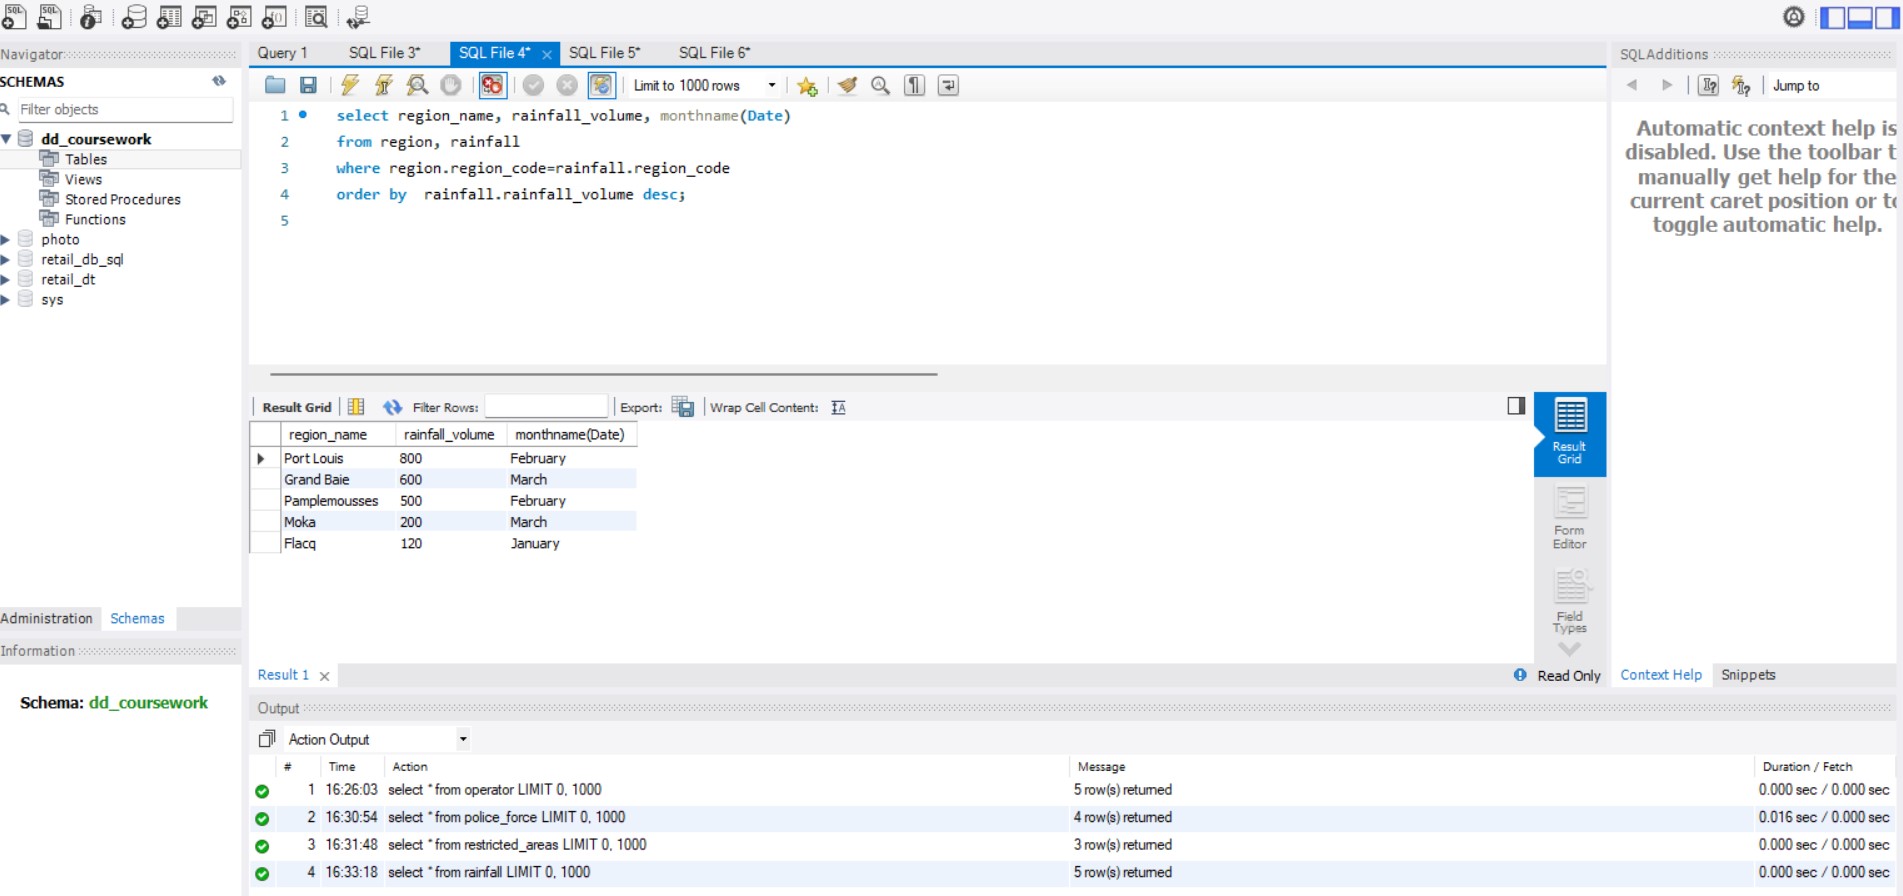 Navigator
SCHEMAS
Filter objects
dd_coursework
Tables
Views
Stored Procedures
Functions
photo
retail_db_sql
retail_dt
sys
Administration Schemas
Information
Schema: dd_coursework
Query 1 SQL File 3* SQL File 4* SQL File 5* SQL File 6*
Limit to 1000 rows
1 select region_name, rainfall_volume, monthname(Date)
2 from region, rainfall
3 where region.region_code=rainfall.region_code
4 order by rainfall.rainfall_volume desc;
5
Result Grid Filter Rows: Export: Wrap Cell Content:
region_name rainfall_volume monthname(Date)
Port Louis 800 February
Grand Baie 600 March
Pamplemousses 500 February
Moka 200 March
Flacq 120 January
Result
Grid
Form
Editor
Field
Types
Result 1 Read Only
Output
Action Output
# Time Action Message Duration / Fetch
1 16:26:03 select * from operator LIMIT 0, 1000 5 row(s) returned 0.000 sec / 0.000 sec
2 16:30:54 select * from police_force LIMIT 0, 1000 4 row(s) returned 0.016 sec / 0.000 sec
3 16:31:48 select * from restricted_areas LIMIT 0, 1000 3 row(s) returned 0.000 sec / 0.000 sec
4 16:33:18 select * from rainfall LIMIT 0, 1000 5 row(s) returned 0.000 sec / 0.000 sec
SQLAdditions
Jump to
Automatic context help is
disabled. Use the toolbar t
manually get help for the
current caret position or to
toggle automatic help.
Context Help Snippets